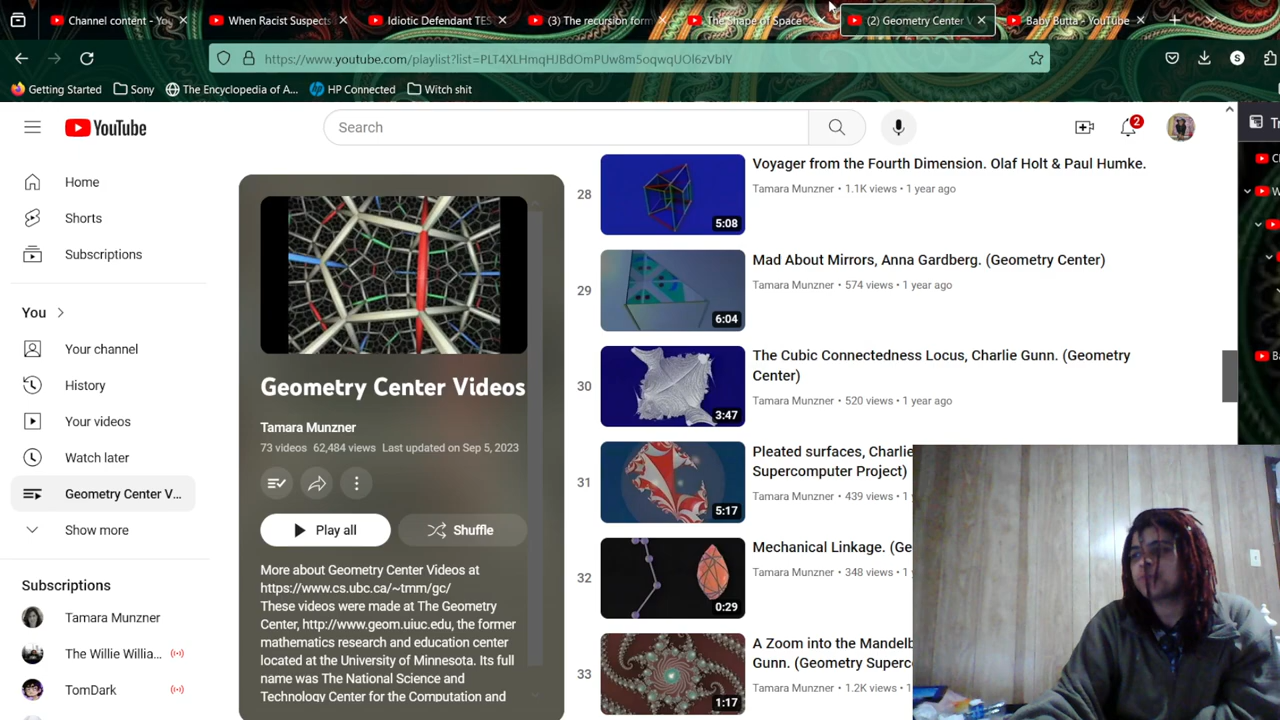 Channel content - Yo
When Racist Suspects
Idiotic Defendant TES
(3) The recursion form
The Shape of Space
(2) Geometry Center
Baby Butta - YouTube
https://www.youtube.com/playlist?list=PLT4XLHmqHJBdOmPUw8m5oqwqUOl6zVbIY
S
Getting Started
Sony
The Encyclopedia of A...
HP Connected
Witch shit
YouTube
Search
2
Home
Shorts
Subscriptions
You
Your channel
History
Your videos
Watch later
Geometry Center V...
Show more
Subscriptions
Tamara Munzner
The Willie Willia...
TomDark
Geometry Center Videos
Tamara Munzner
73 videos 62,484 views Last updated on Sep 5, 2023
Play all
Shuffle
More about Geometry Center Videos at
https://www.cs.ubc.ca/~tmm/gc/
These videos were made at The Geometry
Center, http://www.geom.uiuc.edu, the
former
mathematics research and education center
located at the University of Minnesota. Its full
name was The National Science and
Technology Center for the Computation and
28
5:08
Voyager from the Fourth Dimension. Olaf Holt & Paul Humke.
Tamara Munzner • 1.1K views • 1 year ago
29
6:04
Mad About Mirrors, Anna Gardberg. (Geometry Center)
Tamara Munzner • 574 views • 1 year ago
30
3:47
The Cubic Connectedness Locus, Charlie Gunn. (Geometry
Center)
Tamara Munzner • 520 views • 1 year ago
31
5:17
Pleated surfaces, Charlie
Supercomputer Project)
Tamara Munzner • 439 views • 1 y
32
0:29
Mechanical Linkage. (Ge
Tamara Munzner • 348 views • 1 y
33
1:17
A Zoom into the Mandelb
Gunn. (Geometry Superc
Tamara Munzner • 1.2K views • 1